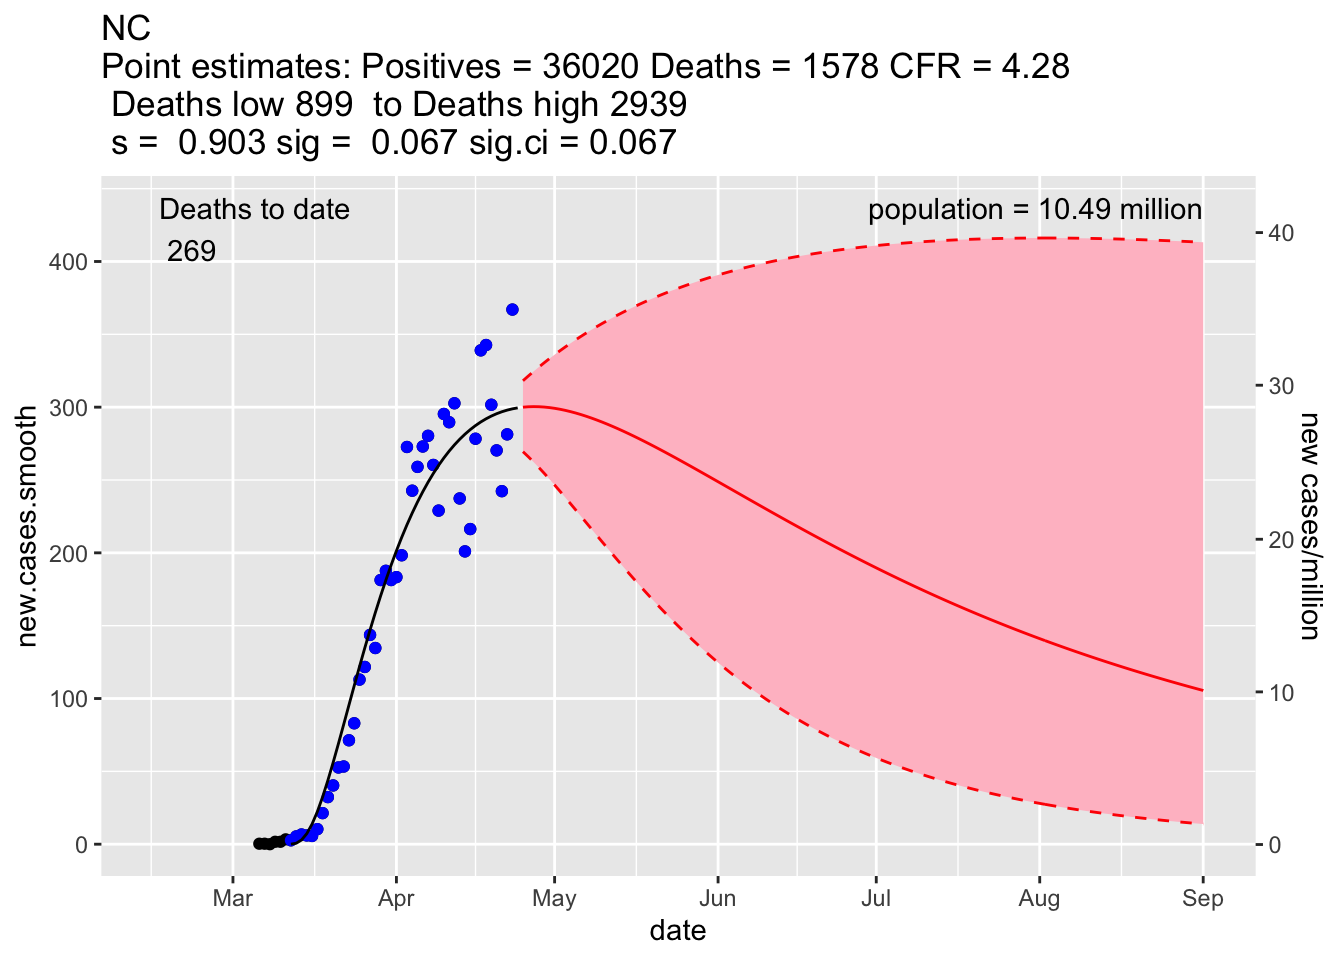 NC
Point estimates: Positives = 36020 Deaths = 1578 CFR = 4.28
Deaths low 899  to Deaths high 2939
s =  0.903 sig =  0.067 sig.ci = 0.067
Deaths to date
269
population = 10.49 million
new.cases.smooth
400
300
200
100
0
40
30
20
10
0
new cases/million
Mar Apr May Jun Jul Aug Sep
date